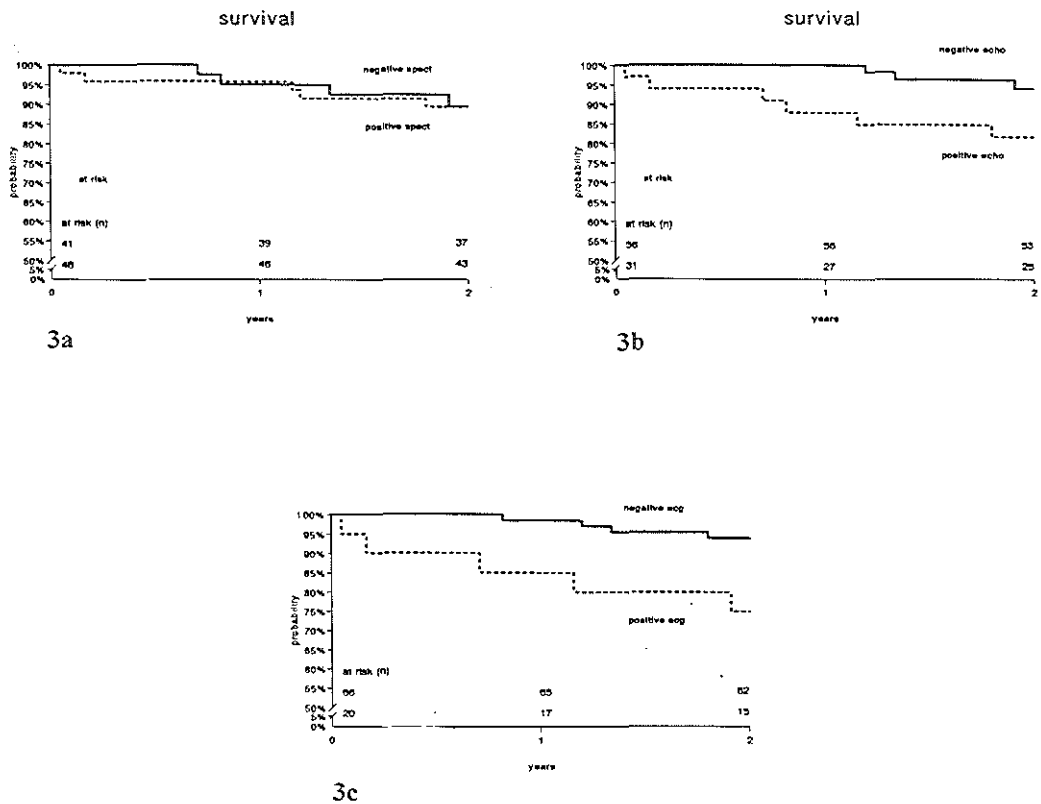 survival
negative spect
positive spect
probability
100%
95%
90%
85%
80%
75%
70%
65%
60%
55%
50%
5%
0%
at risk
at risk (n)
41 39 37
48 46 43
0 1 2
years
3a
survival
negative echo
positive echo
probability
100%
95%
90%
85%
80%
75%
70%
65%
60%
55%
50%
5%
0%
at risk
at risk (n)
56 56 53
31 27 25
0 1 2
years
3b
negative ecg
positive ecg
probability
100%
95%
90%
85%
80%
75%
70%
65%
60%
55%
50%
5%
0%
at risk (n)
66 65 62
20 17 15
0 1 2
years
3c